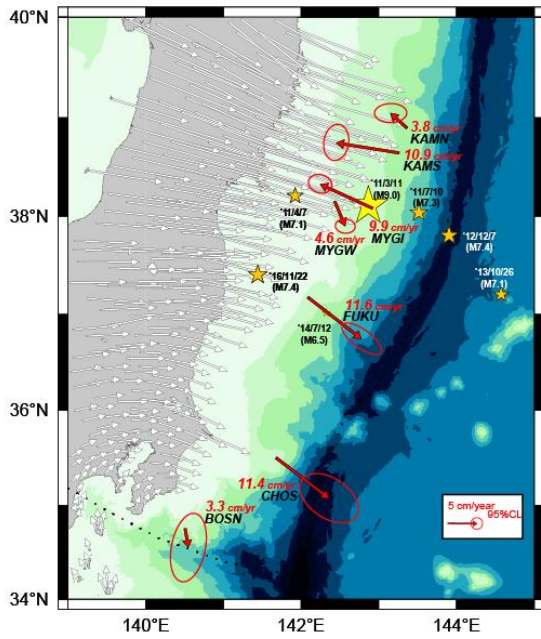 40°N
3.8 cm/yr
KAMN
38°N
10.9 cm/yr
KAMS
'11/3/11
(M9.0)
'11/7/10
(M7.3)
'11/4/7
(M7.1)
9.9 cm/yr
MYGI
4.6 cm/yr
MYGW
'12/12/7
(M7.4)
'16/11/22
(M7.4)
'13/10/26
(M7.1)
11.6 cm/yr
FUKU
'14/7/12
(M6.5)
36°N
11.4 cm/yr
CHOS
3.3 cm/yr
BOSN
5 cm/year
95%CL
34°N
140°E
142°E
144°E